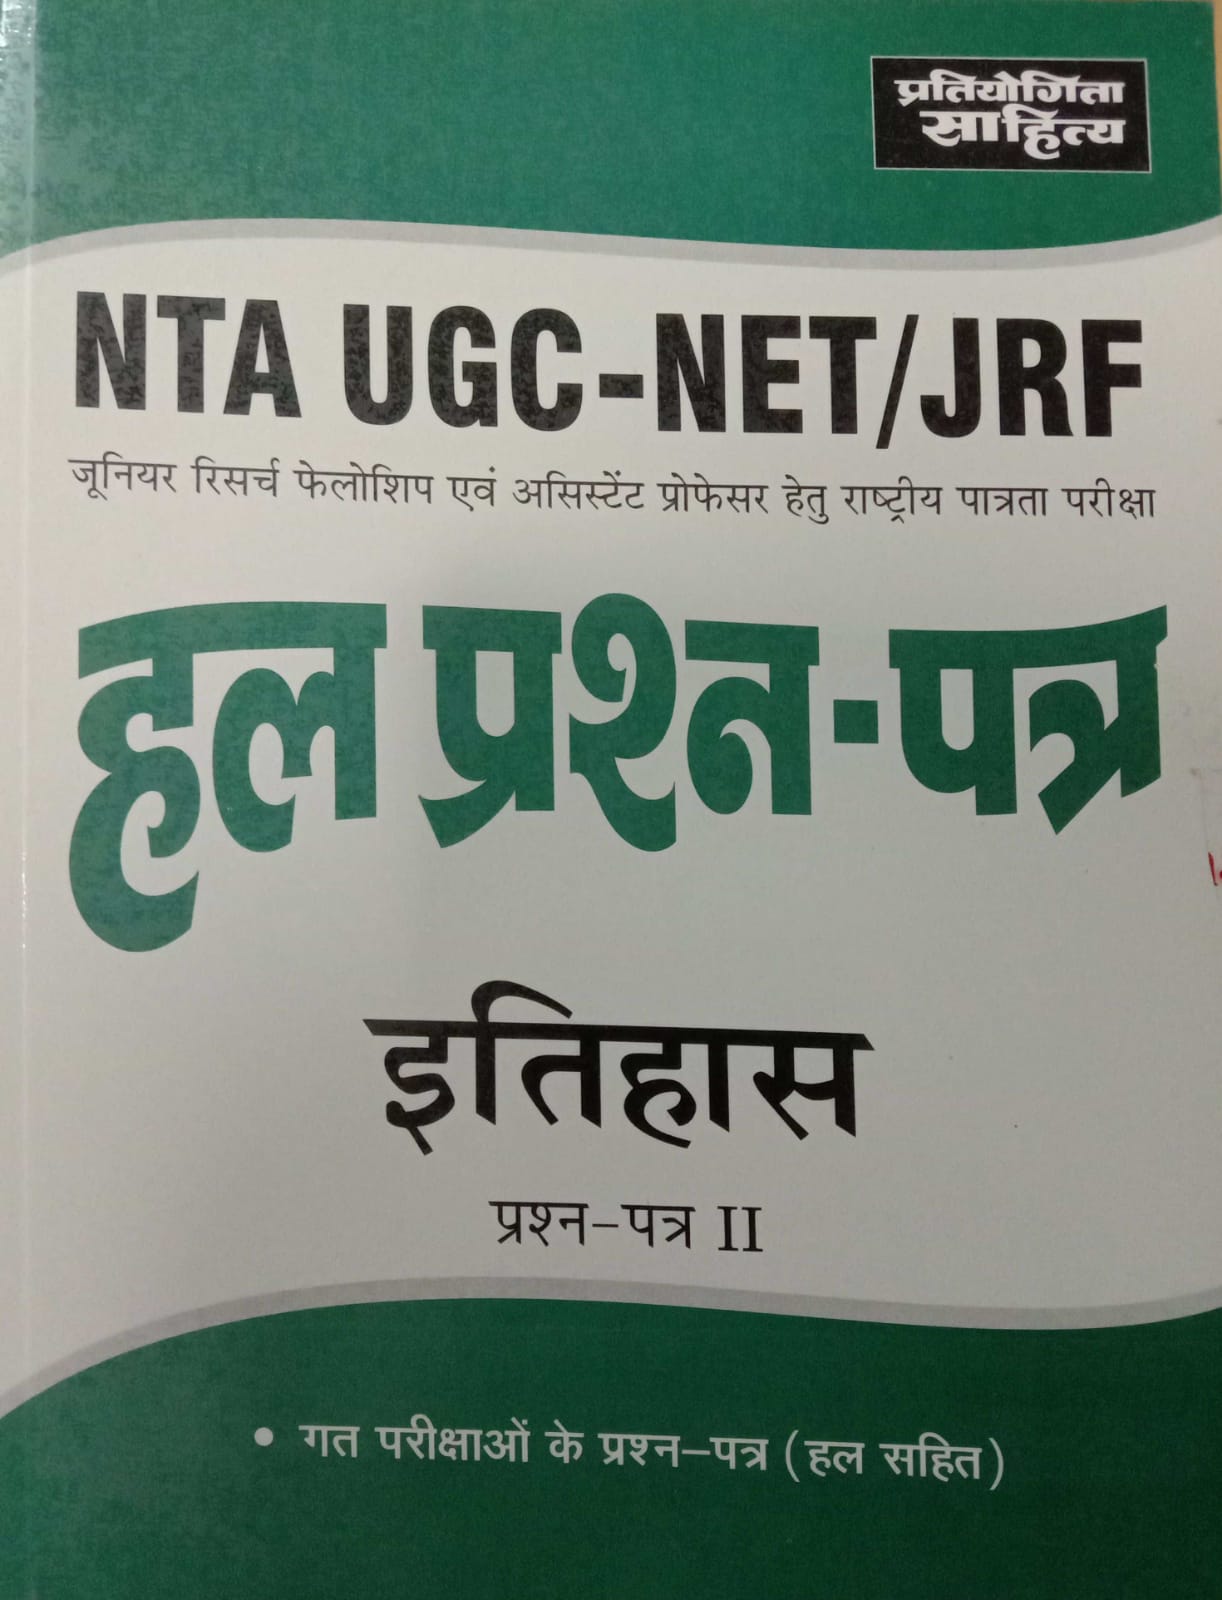 प्रतियोगिता
साहित्य
NTA UGC-NET/JRF
जूनियर रिसर्च फेलोशिप एवं असिस्टेंट प्रोफेसर हेतु राष्ट्रीय पात्रता परीक्षा
हल प्रश्न-पत्र
इतिहास
प्रश्न-पत्र II
• गत परीक्षाओं के प्रश्न-पत्र (हल सहित)